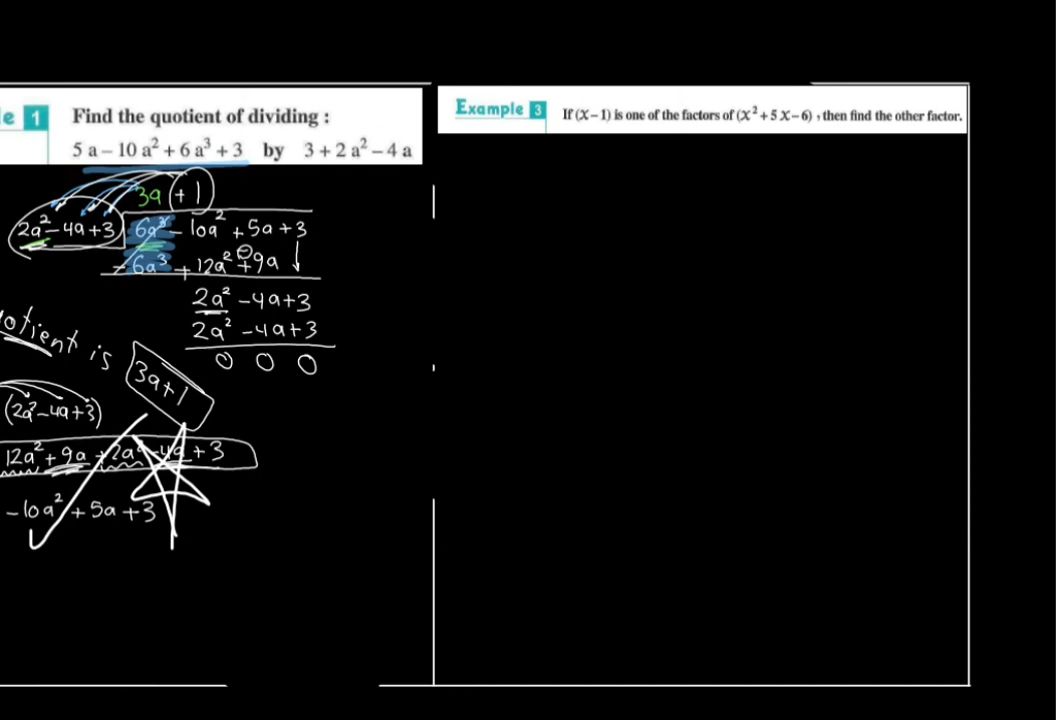 e 1 Find the quotient of dividing :
5 a – 10 a² + 6 a³ + 3 by 3 + 2 a² – 4 a
3a + 1
2a² - 4a + 3 6a³ - 10a² + 5a + 3
- 6a³ + 12a² + 9a
2a² - 4a + 3
2a² - 4a + 3
0 0 0
otient is 3a + 1
(2a² - 4a + 3)
12a² + 9a + 2a² - 4a + 3
- 10a² + 5a + 3
Example 3 If (X – 1) is one of the factors of (X² + 5 X – 6) , then find the other factor.